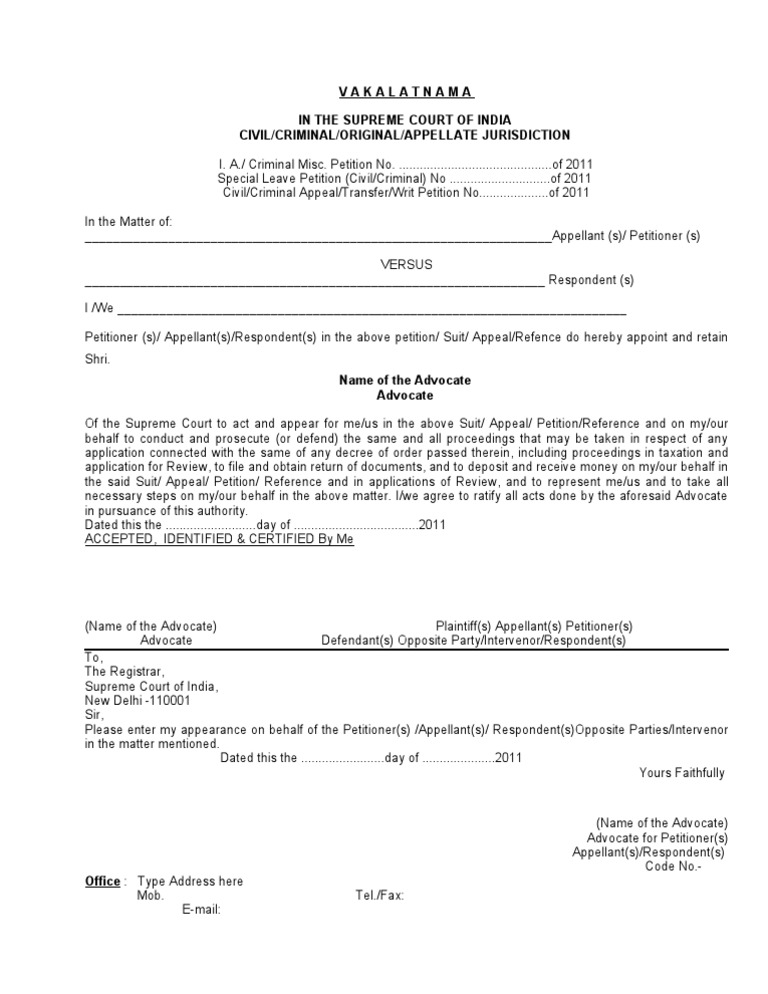 V A K A L A T N A M A
IN THE SUPREME COURT OF INDIA
CIVIL/CRIMINAL/ORIGINAL/APPELLATE JURISDICTION
I. A./ Criminal Misc. Petition No. ............................................of 2011
Special Leave Petition (Civil/Criminal) No .............................of 2011
Civil/Criminal Appeal/Transfer/Writ Petition No....................of 2011
In the Matter of:
____________________________________________________________________Appellant (s)/ Petitioner (s)
VERSUS
___________________________________________________________________ Respondent (s)
I /We __________________________________________________________________________
Petitioner (s)/ Appellant(s)/Respondent(s) in the above petition/ Suit/ Appeal/Refence do hereby appoint and retain
Shri.
Name of the Advocate
Advocate
Of the Supreme Court to act and appear for me/us in the above Suit/ Appeal/ Petition/Reference and on my/our
behalf to conduct and prosecute (or defend) the same and all proceedings that may be taken in respect of any
application connected with the same of any decree of order passed therein, including proceedings in taxation and
application for Review, to file and obtain return of documents, and to deposit and receive money on my/our behalf in
the said Suit/ Appeal/ Petition/ Reference and in applications of Review, and to represent me/us and to take all
necessary steps on my/our behalf in the above matter. I/we agree to ratify all acts done by the aforesaid Advocate
in pursuance of this authority.
Dated this the ..........................day of ....................................2011
ACCEPTED, IDENTIFIED & CERTIFIED By Me
(Name of the Advocate) Plaintiff(s) Appellant(s) Petitioner(s)
Advocate Defendant(s) Opposite Party/Intervenor/Respondent(s)
To,
The Registrar,
Supreme Court of India,
New Delhi -110001
Sir,
Please enter my appearance on behalf of the Petitioner(s) /Appellant(s)/ Respondent(s)Opposite Parties/Intervenor
in the matter mentioned.
Dated this the ........................day of .....................2011
Yours Faithfully
(Name of the Advocate)
Advocate for Petitioner(s)
Appellant(s)/Respondent(s)
Code No.-
Office : Type Address here
Mob. Tel./Fax:
E-mail: